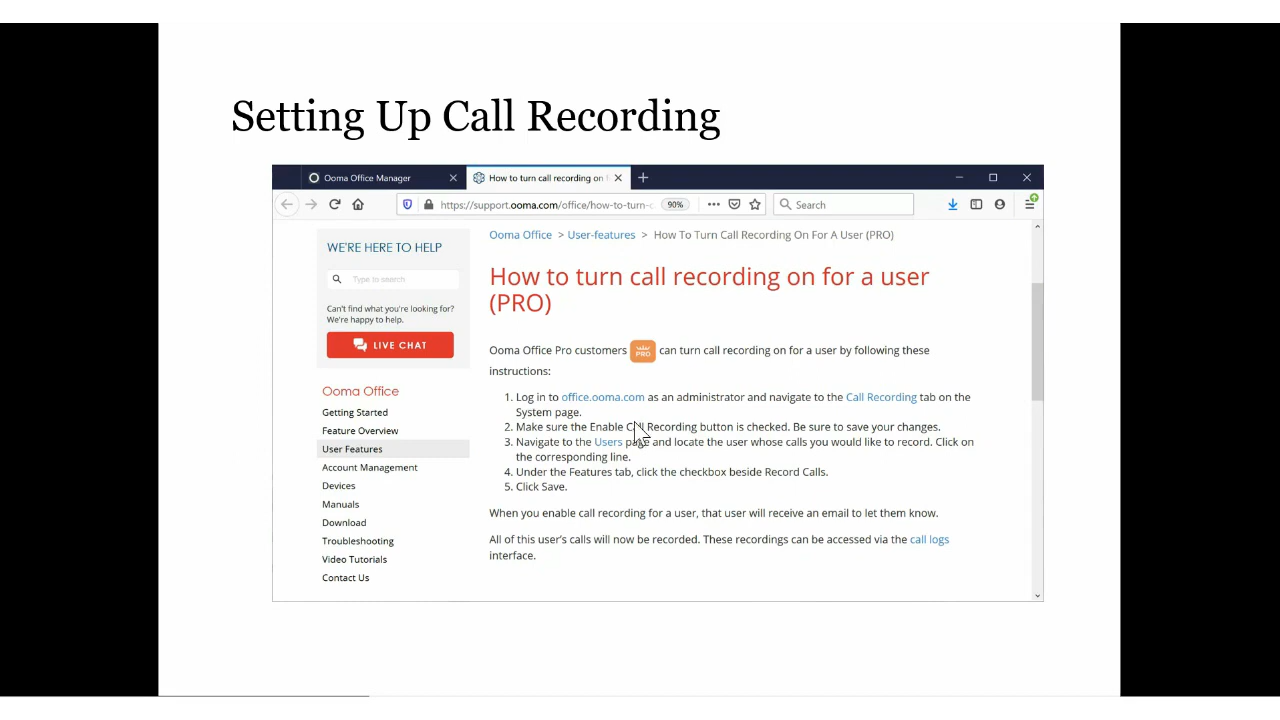 Setting Up Call Recording
Ooma Office Manager
How to turn call recording on
https://support.ooma.com/office/how-to-turn-
90%
Search
WE'RE HERE TO HELP
Type to search
Can't find what you're looking for?
We're happy to help.
LIVE CHAT
Ooma Office
Getting Started
Feature Overview
User Features
Account Management
Devices
Manuals
Download
Troubleshooting
Video Tutorials
Contact Us
Ooma Office > User-features > How To Turn Call Recording On For A User (PRO)
How to turn call recording on for a user
(PRO)
Ooma Office Pro customers PRO can turn call recording on for a user by following these
instructions:
1. Log in to office.ooma.com as an administrator and navigate to the Call Recording tab on the
System page.
2. Make sure the Enable Call Recording button is checked. Be sure to save your changes.
3. Navigate to the Users page and locate the user whose calls you would like to record. Click on
the corresponding line.
4. Under the Features tab, click the checkbox beside Record Calls.
5. Click Save.
When you enable call recording for a user, that user will receive an email to let them know.
All of this user's calls will now be recorded. These recordings can be accessed via the call logs
interface.